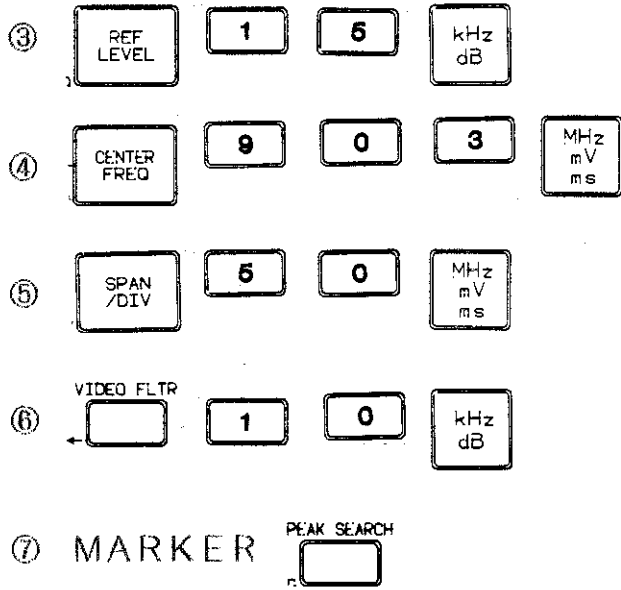 ③ REF LEVEL 1 5 kHz dB
④ CENTER FREQ 9 0 3 MHz mV ms
⑤ SPAN /DIV 5 0 MHz mV ms
⑥ VIDEO FLTR 1 0 kHz dB
⑦ MARKER PEAK SEARCH